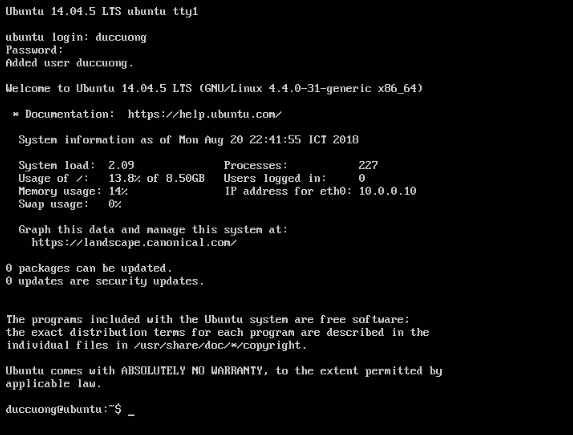 Ubuntu 14.04.5 LTS ubuntu tty1
ubuntu login: duccuong
Password:
Added user duccuong.
Welcome to Ubuntu 14.04.5 LTS (GNU/Linux 4.4.0-31-generic x86_64)
* Documentation:  https://help.ubuntu.com/
System information as of Mon Aug 20 22:41:55 ICT 2018
System load:  2.09              Processes:           227
Usage of /:   13.8% of 8.50GB   Users logged in:     0
Memory usage: 14%               IP address for eth0: 10.0.0.10
Swap usage:   0%
Graph this data and manage this system at:
https://landscape.canonical.com/
0 packages can be updated.
0 updates are security updates.
The programs included with the Ubuntu system are free software;
the exact distribution terms for each program are described in the
individual files in /usr/share/doc/*/copyright.
Ubuntu comes with ABSOLUTELY NO WARRANTY, to the extent permitted by
applicable law.
duccuong@ubuntu:~$ _